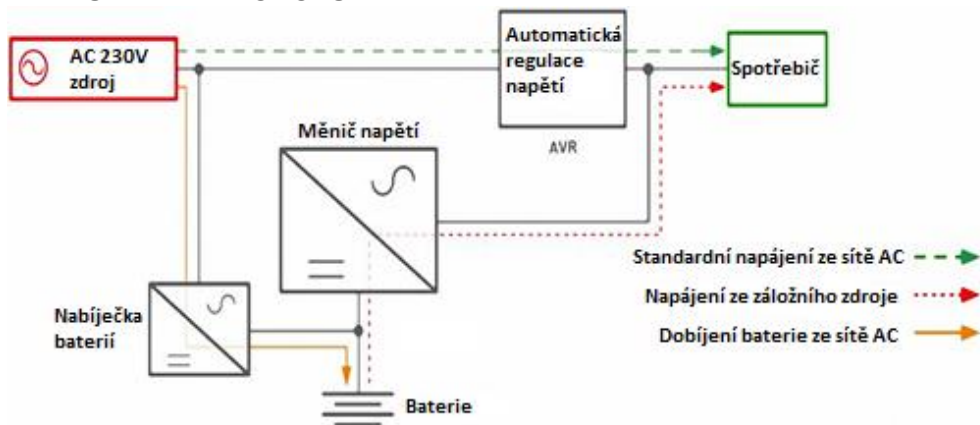 AC 230V
zdroj
Automatická
regulace
napětí
Spotřebič
AVR
Měnič napětí
Standardní napájení ze sítě AC
Napájení ze záložního zdroje
Dobíjení baterie ze sítě AC
Nabíječka
baterií
Baterie